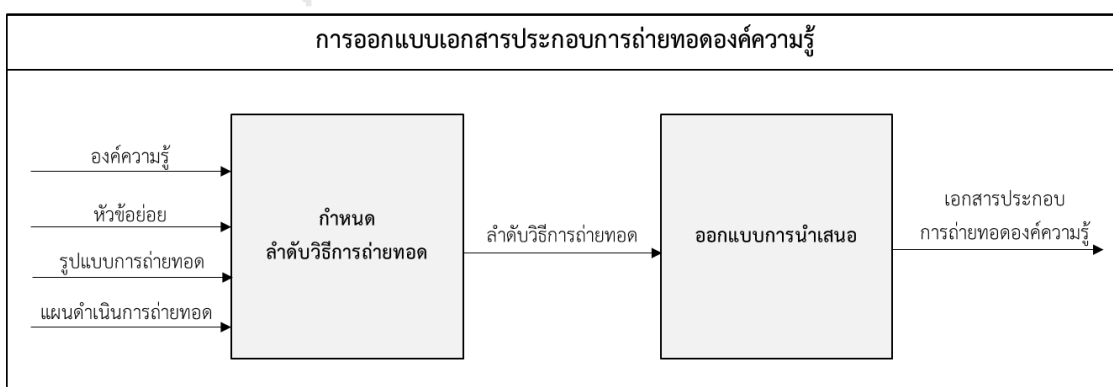 การออกแบบเอกสารประกอบการถ่ายทอดองค์ความรู้
องค์ความรู้
หัวข้อย่อย
รูปแบบการถ่ายทอด
แผนดำเนินการถ่ายทอด
กำหนด
ลำดับวิธีการถ่ายทอด
ลำดับวิธีการถ่ายทอด
ออกแบบการนำเสนอ
เอกสารประกอบ
การถ่ายทอดองค์ความรู้